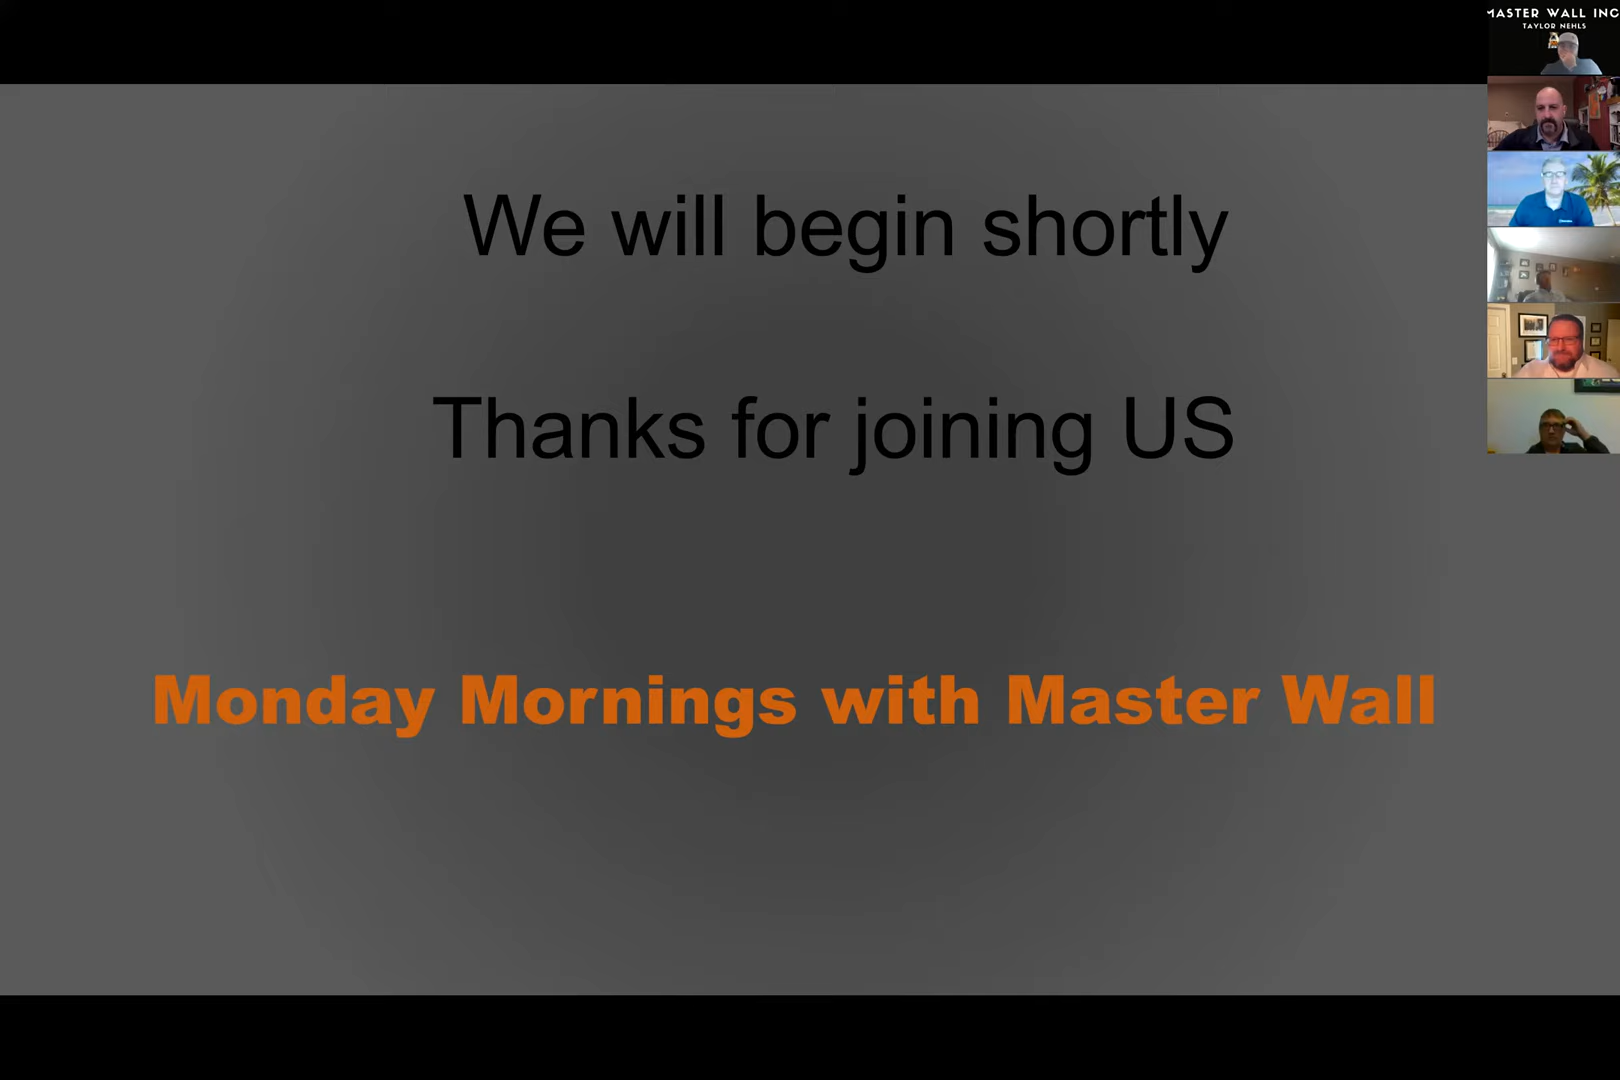 MASTER WALL INC
TAYLOR NEHLS
We will begin shortly
Thanks for joining US
Monday Mornings with Master Wall